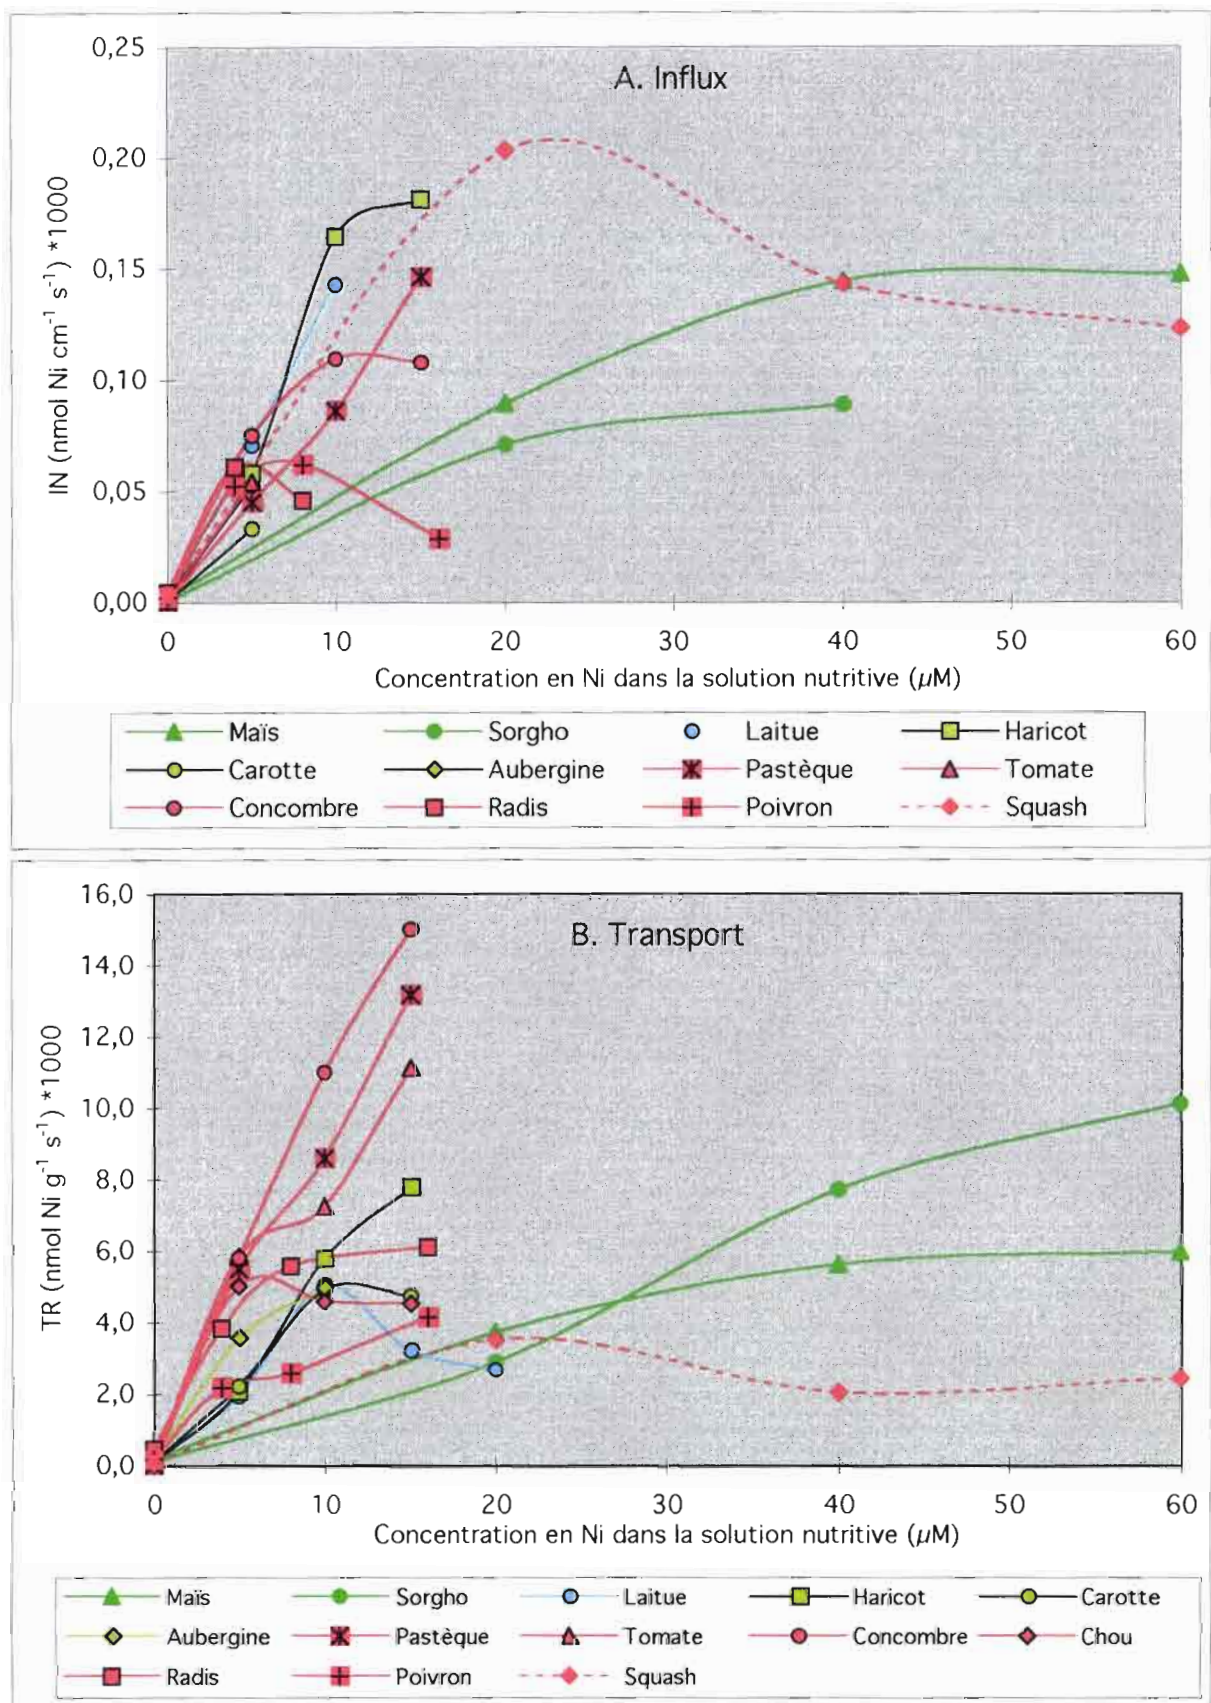 A. Influx
0,25
0,20
0,15
0,10
0,05
0,00
IN (nmol Ni cm⁻¹ s⁻¹) *1000
0 10 20 30 40 50 60
Concentration en Ni dans la solution nutritive (µM)
Maïs Sorgho Laitue Haricot
Carotte Aubergine Pastèque Tomate
Concombre Radis Poivron Squash
B. Transport
16,0
14,0
12,0
10,0
8,0
6,0
4,0
2,0
0,0
TR (nmol Ni g⁻¹ s⁻¹) *1000
0 10 20 30 40 50 60
Concentration en Ni dans la solution nutritive (µM)
Maïs Sorgho Laitue Haricot Carotte
Aubergine Pastèque Tomate Concombre Chou
Radis Poivron Squash